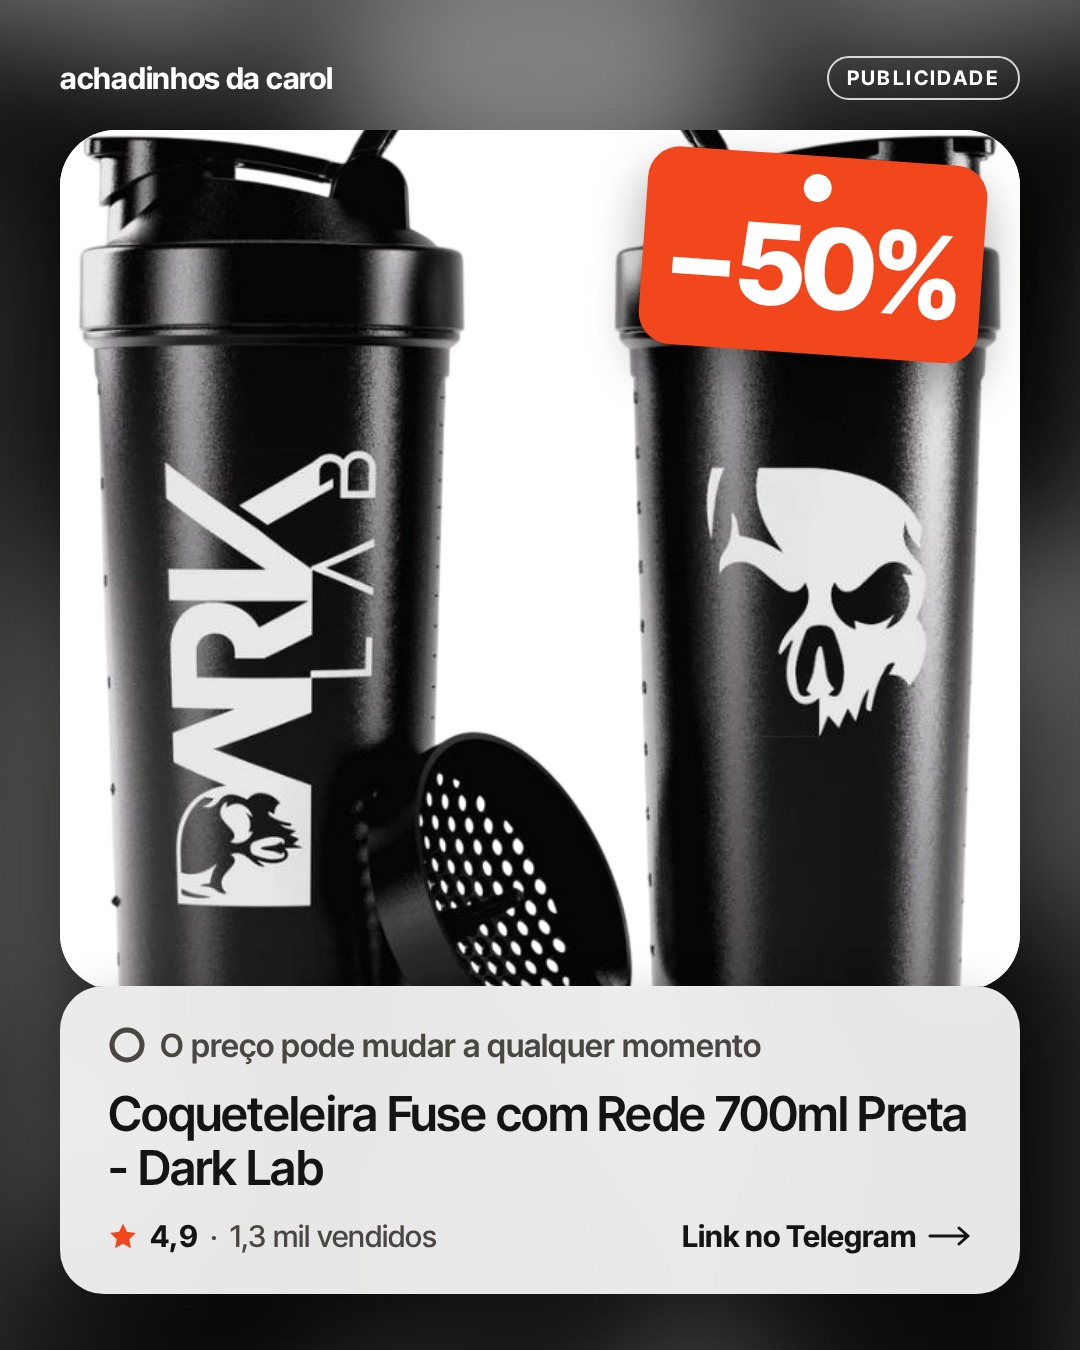 achadinhos da carol
PUBLICIDADE
-50%
WRK
LAB
O preço pode mudar a qualquer momento
Coqueteleira Fuse com Rede 700ml Preta
- Dark Lab
4,9 · 1,3 mil vendidos
Link no Telegram →